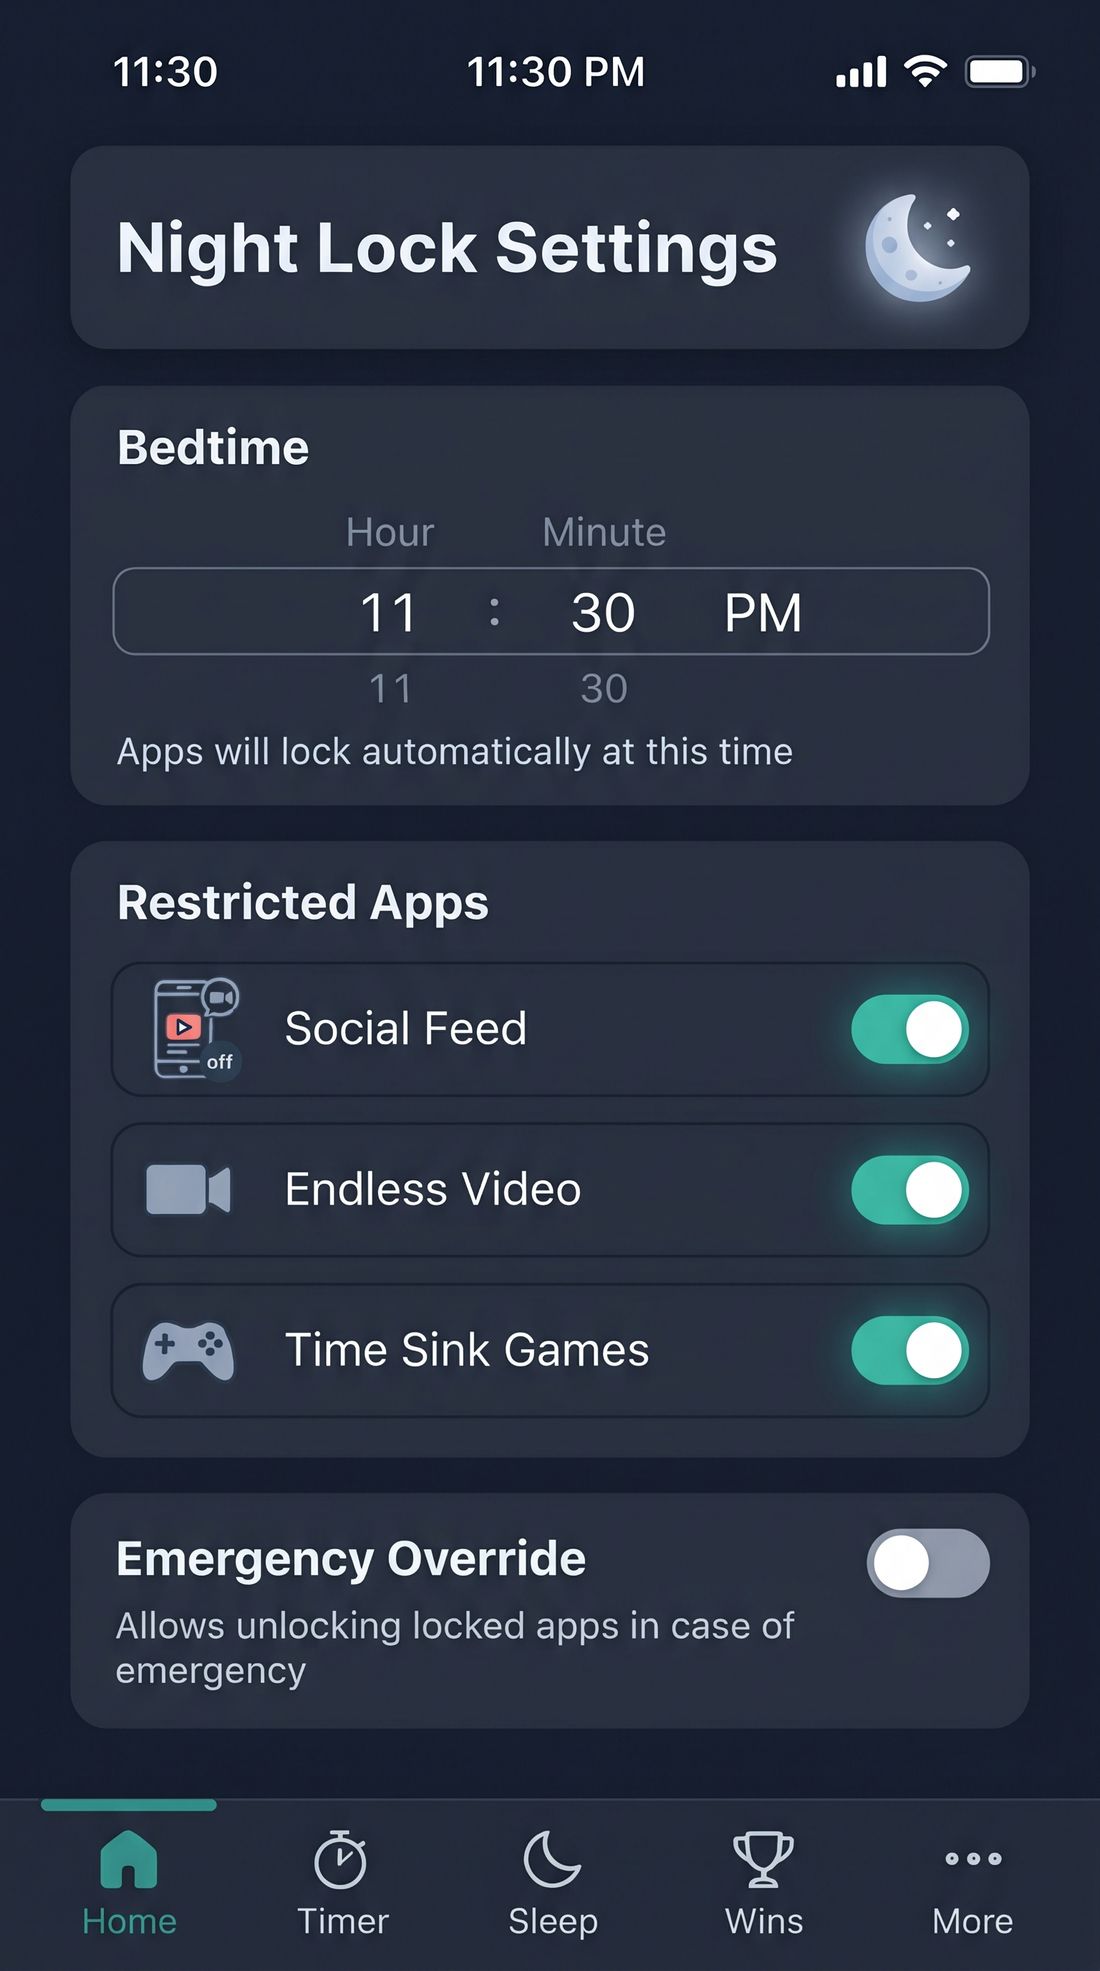 11:30 11:30 PM
Night Lock Settings
Bedtime
Hour Minute
11 : 30 PM
11 30
Apps will lock automatically at this time
Restricted Apps
off
Social Feed
Endless Video
Time Sink Games
Emergency Override
Allows unlocking locked apps in case of
emergency
Home Timer Sleep Wins More